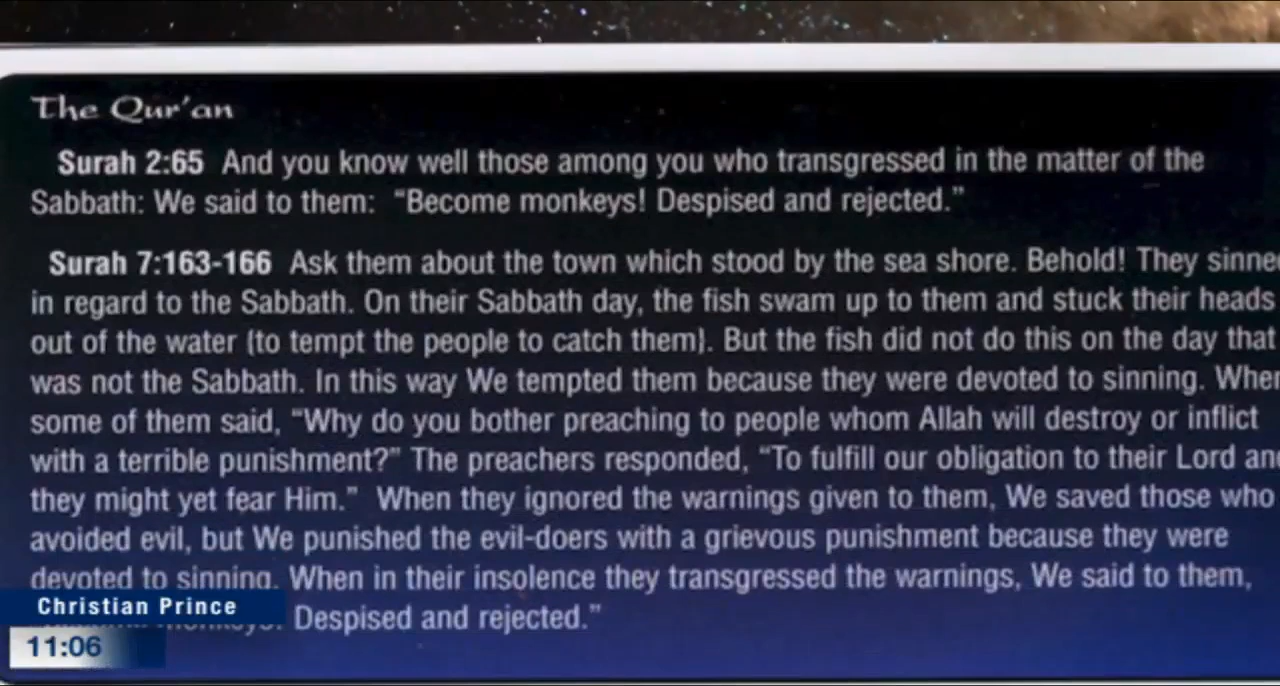 The Qur'an
Surah 2:65 And you know well those among you who transgressed in the matter of the
Sabbath: We said to them: “Become monkeys! Despised and rejected.”
Surah 7:163-166 Ask them about the town which stood by the sea shore. Behold! They sinne
in regard to the Sabbath. On their Sabbath day, the fish swam up to them and stuck their heads
out of the water (to tempt the people to catch them). But the fish did not do this on the day that
was not the Sabbath. In this way We tempted them because they were devoted to sinning. When
some of them said, “Why do you bother preaching to people whom Allah will destroy or inflict
with a terrible punishment?” The preachers responded, “To fulfill our obligation to their Lord and
they might yet fear Him.” When they ignored the warnings given to them, We saved those who
avoided evil, but We punished the evil-doers with a grievous punishment because they were
devoted to sinning. When in their insolence they transgressed the warnings, We said to them,
monkeys! Despised and rejected.”
Christian Prince
11:06